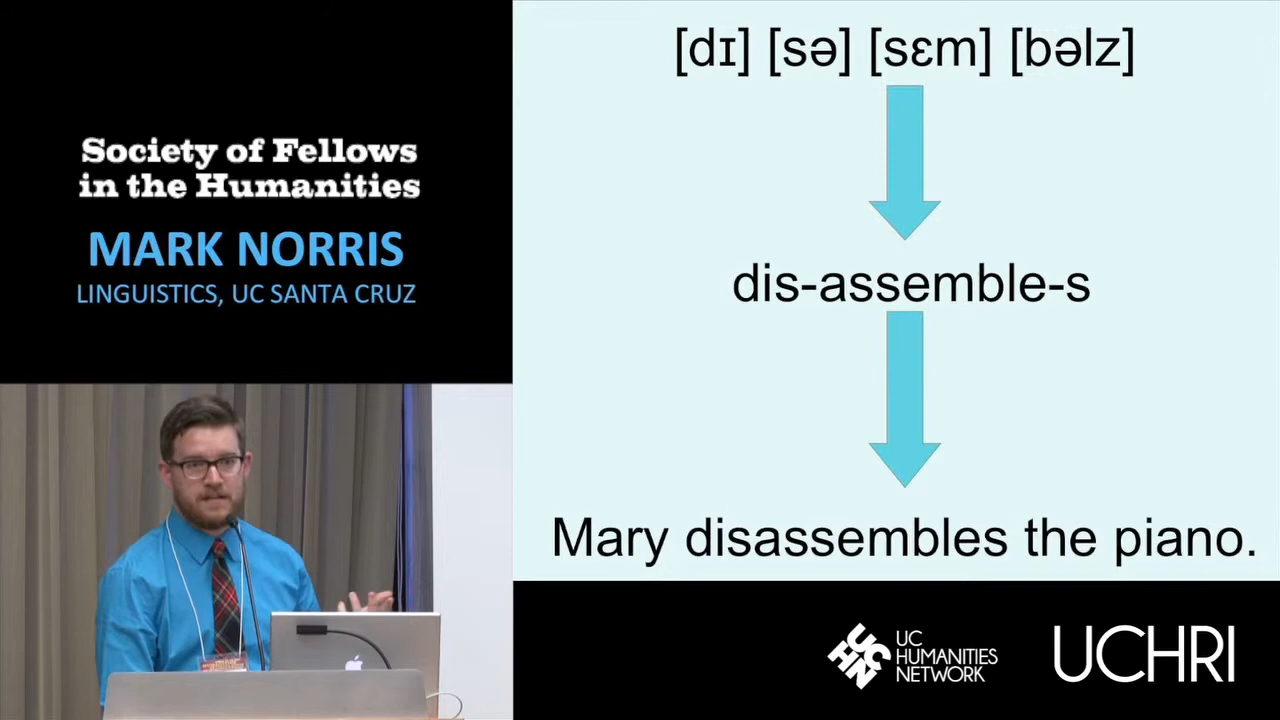 Society of Fellows
in the Humanities
MARK NORRIS
LINGUISTICS, UC SANTA CRUZ
[dɪ] [sə] [sɛm] [bəlz]
dis-assemble-s
Mary disassembles the piano.
UCHNC
UC
HUMANITIES
NETWORK
UCHRI